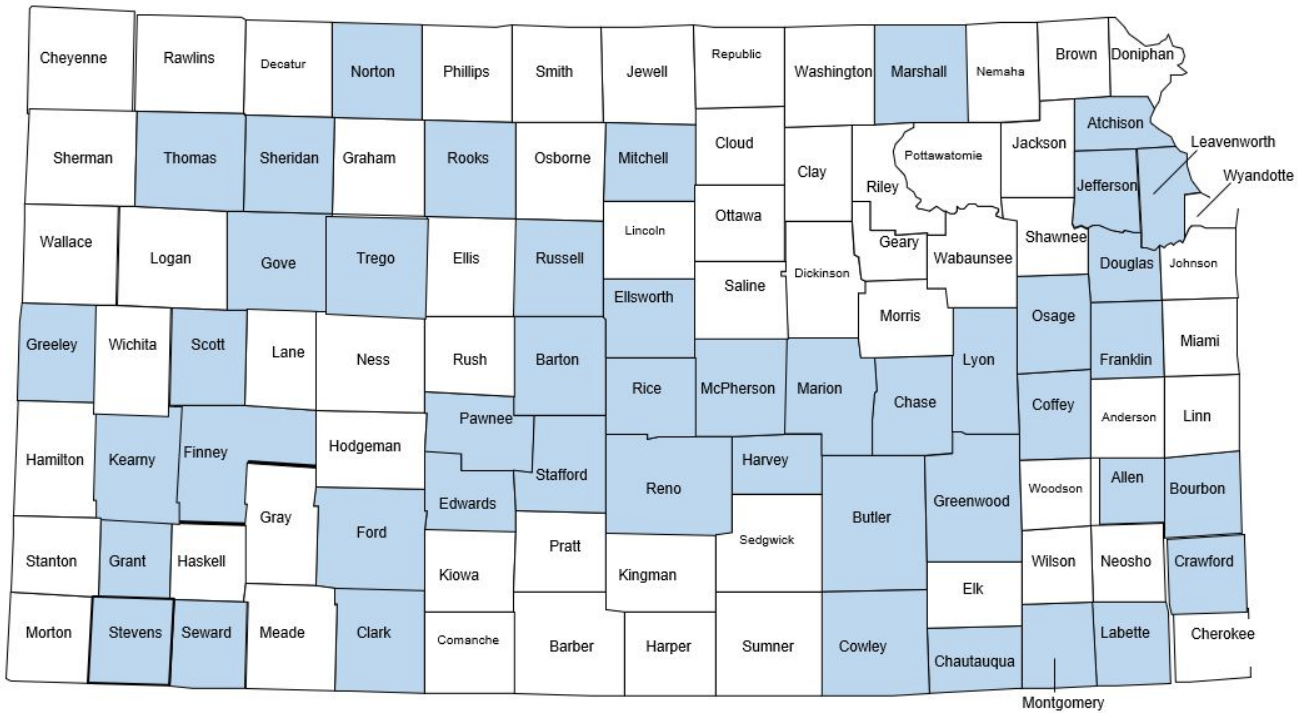 Cheyenne
Rawlins
Decatur
Norton
Phillips
Smith
Jewell
Republic
Washington
Marshall
Nemaha
Brown
Doniphan
Sherman
Thomas
Sheridan
Graham
Rooks
Osborne
Mitchell
Cloud
Clay
Riley
Pottawatomie
Jackson
Atchison
Leavenworth
Jefferson
Wyandotte
Wallace
Logan
Gove
Trego
Ellis
Russell
Lincoln
Ottawa
Saline
Dickinson
Geary
Wabaunsee
Shawnee
Douglas
Johnson
Ellsworth
Morris
Osage
Greeley
Wichita
Scott
Lane
Ness
Rush
Barton
Rice
McPherson
Marion
Chase
Lyon
Franklin
Miami
Coffey
Anderson
Linn
Hamilton
Kearny
Finney
Hodgeman
Pawnee
Stafford
Edwards
Reno
Harvey
Butler
Greenwood
Woodson
Allen
Bourbon
Gray
Ford
Stanton
Grant
Haskell
Kiowa
Pratt
Kingman
Sedgwick
Elk
Wilson
Neosho
Crawford
Morton
Stevens
Seward
Meade
Clark
Comanche
Barber
Harper
Sumner
Cowley
Chautauqua
Labette
Cherokee
Montgomery